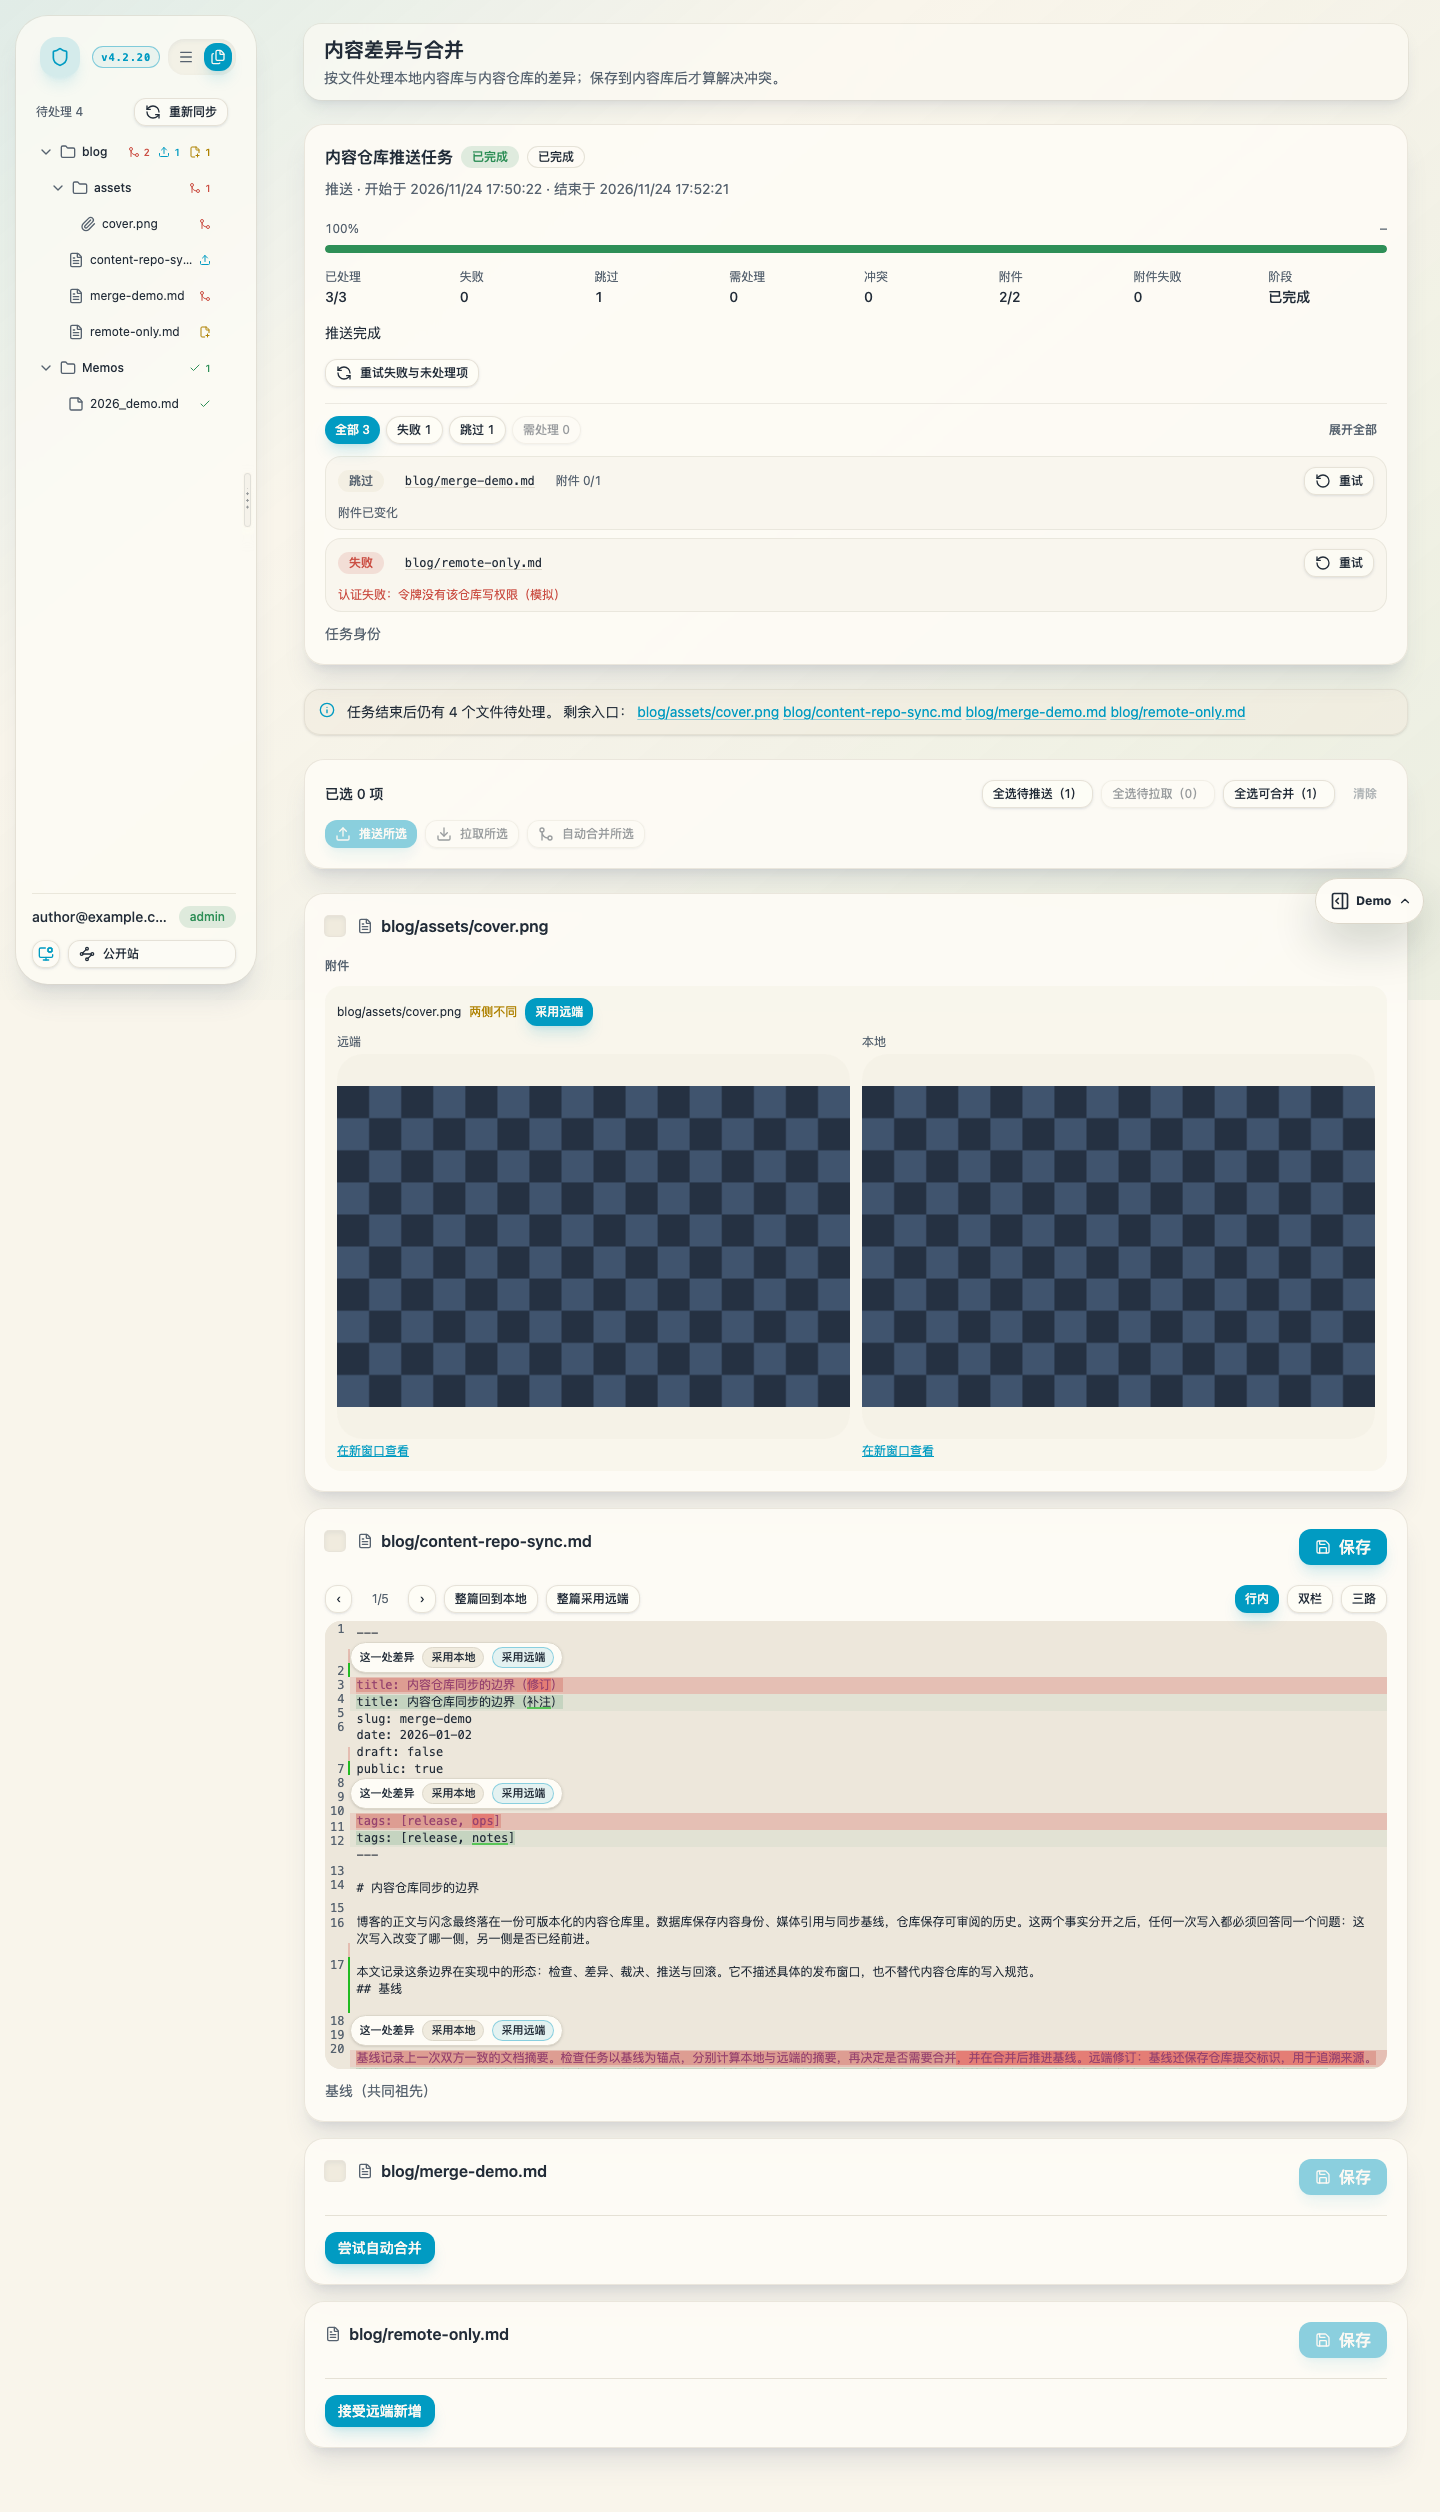 v4.2.20
待处理 4
重新同步
blog 2 1 1
assets 1
cover.png
content-repo-sy...
merge-demo.md
remote-only.md
Memos 1
2026_demo.md
author@example.c...
admin
公开站
内容差异与合并
按文件处理本地内容库与内容仓库的差异；保存到内容库后才算解决冲突。
内容仓库推送任务 已完成 已完成
推送 · 开始于 2026/11/24 17:50:22 · 结束于 2026/11/24 17:52:21
100% –
已处理 失败 跳过 需处理 冲突 附件 附件失败 阶段
3/3 0 1 0 0 2/2 0 已完成
推送完成
重试失败与未处理项
全部 3 失败 1 跳过 1 需处理 0 展开全部
跳过 blog/merge-demo.md 附件 0/1 重试
附件已变化
失败 blog/remote-only.md 重试
认证失败：令牌没有该仓库写权限（模拟）
任务身份
任务结束后仍有 4 个文件待处理。 剩余入口： blog/assets/cover.png blog/content-repo-sync.md blog/merge-demo.md blog/remote-only.md
已选 0 项 全选待推送（1） 全选待拉取（0） 全选可合并（1） 清除
推送所选 拉取所选 自动合并所选
Demo
blog/assets/cover.png
附件
blog/assets/cover.png 两侧不同 采用远端
远端 本地
在新窗口查看 在新窗口查看
blog/content-repo-sync.md 保存
‹ 1/5 › 整篇回到本地 整篇采用远端 行内 双栏 三路
1 ---
这一处差异 采用本地 采用远端
2
3 title: 内容仓库同步的边界（修订）
4 title: 内容仓库同步的边界（补注）
5 slug: merge-demo
6 date: 2026-01-02
draft: false
7 public: true
8 这一处差异 采用本地 采用远端
9
10
11 tags: [release, ops]
12 tags: [release, notes]
---
13
14 # 内容仓库同步的边界
15
16 博客的正文与闪念最终落在一份可版本化的内容仓库里。数据库保存内容身份、媒体引用与同步基线，仓库保存可审阅的历史。这两个事实分开之后，任何一次写入都必须回答同一个问题：这
次写入改变了哪一侧，另一侧是否已经前进。
17 本文记录这条边界在实现中的形态：检查、差异、裁决、推送与回滚。它不描述具体的发布窗口，也不替代内容仓库的写入规范。
## 基线
18
19 这一处差异 采用本地 采用远端
20
基线记录上一次双方一致的文档摘要。检查任务以基线为锚点，分别计算本地与远端的摘要，再决定是否需要合并，并在合并后推进基线。远端修订：基线还保存仓库提交标识，用于追溯来源。
基线（共同祖先）
blog/merge-demo.md 保存
尝试自动合并
blog/remote-only.md 保存
接受远端新增